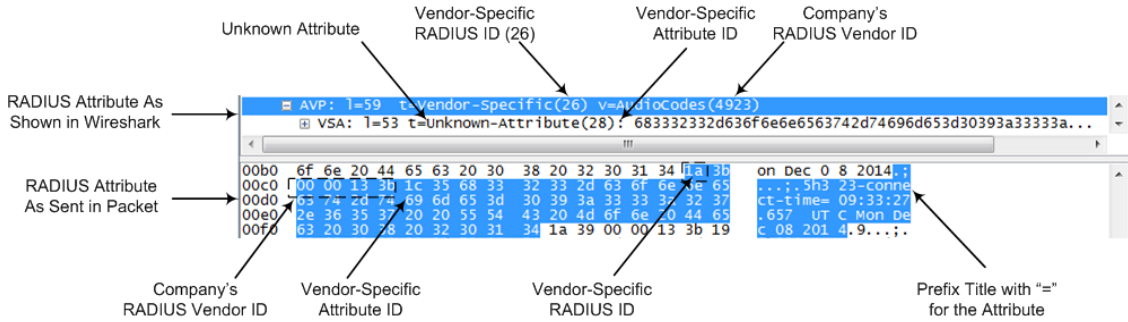 Unknown Attribute
Vendor-Specific
RADIUS ID (26)
Vendor-Specific
Attribute ID
Company's
RADIUS Vendor ID
RADIUS Attribute As
Shown in Wireshark
AVP: l=59 t=Vendor-Specific(26) v=AudioCodes(4923)
VSA: l=53 t=Unknown-Attribute(28): 683332332d636f6e6e6563742d74696d653d30393a33333a...
RADIUS Attribute
As Sent in Packet
00b0 6f 6e 20 44 65 63 20 30 38 20 32 30 31 34 1a 3b on Dec 0 8 2014.;
00c0 00 00 13 3b 1c 35 68 33 32 33 2d 63 6f 6e 6e 65 ...;.5h3 23-conne
00d0 63 74 2d 74 69 6d 65 3d 30 39 3a 33 33 3a 32 37 ct-time= 09:33:27
00e0 2e 36 35 37 20 20 55 54 43 20 4d 6f 6e 20 44 65 .657 UT C Mon De
00f0 63 20 30 38 20 32 30 31 34 1a 39 00 00 13 3b 19 c 08 201 4.9...;.
Company's
RADIUS Vendor ID
Vendor-Specific
Attribute ID
Vendor-Specific
RADIUS ID
Prefix Title with “=”
for the Attribute